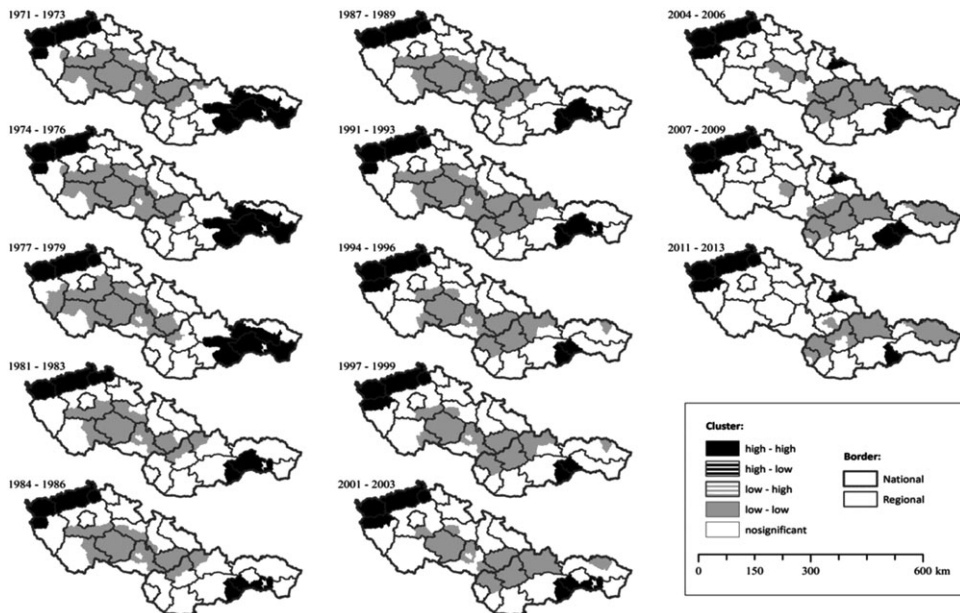 1971 - 1973
1974 - 1976
1977 - 1979
1981 - 1983
1984 - 1986
1987 - 1989
1991 - 1993
1994 - 1996
1997 - 1999
2001 - 2003
2004 - 2006
2007 - 2009
2011 - 2013
Cluster:
high - high
high - low
low - high
low - low
nosignificant
Border:
National
Regional
0 150 300 450 600 km